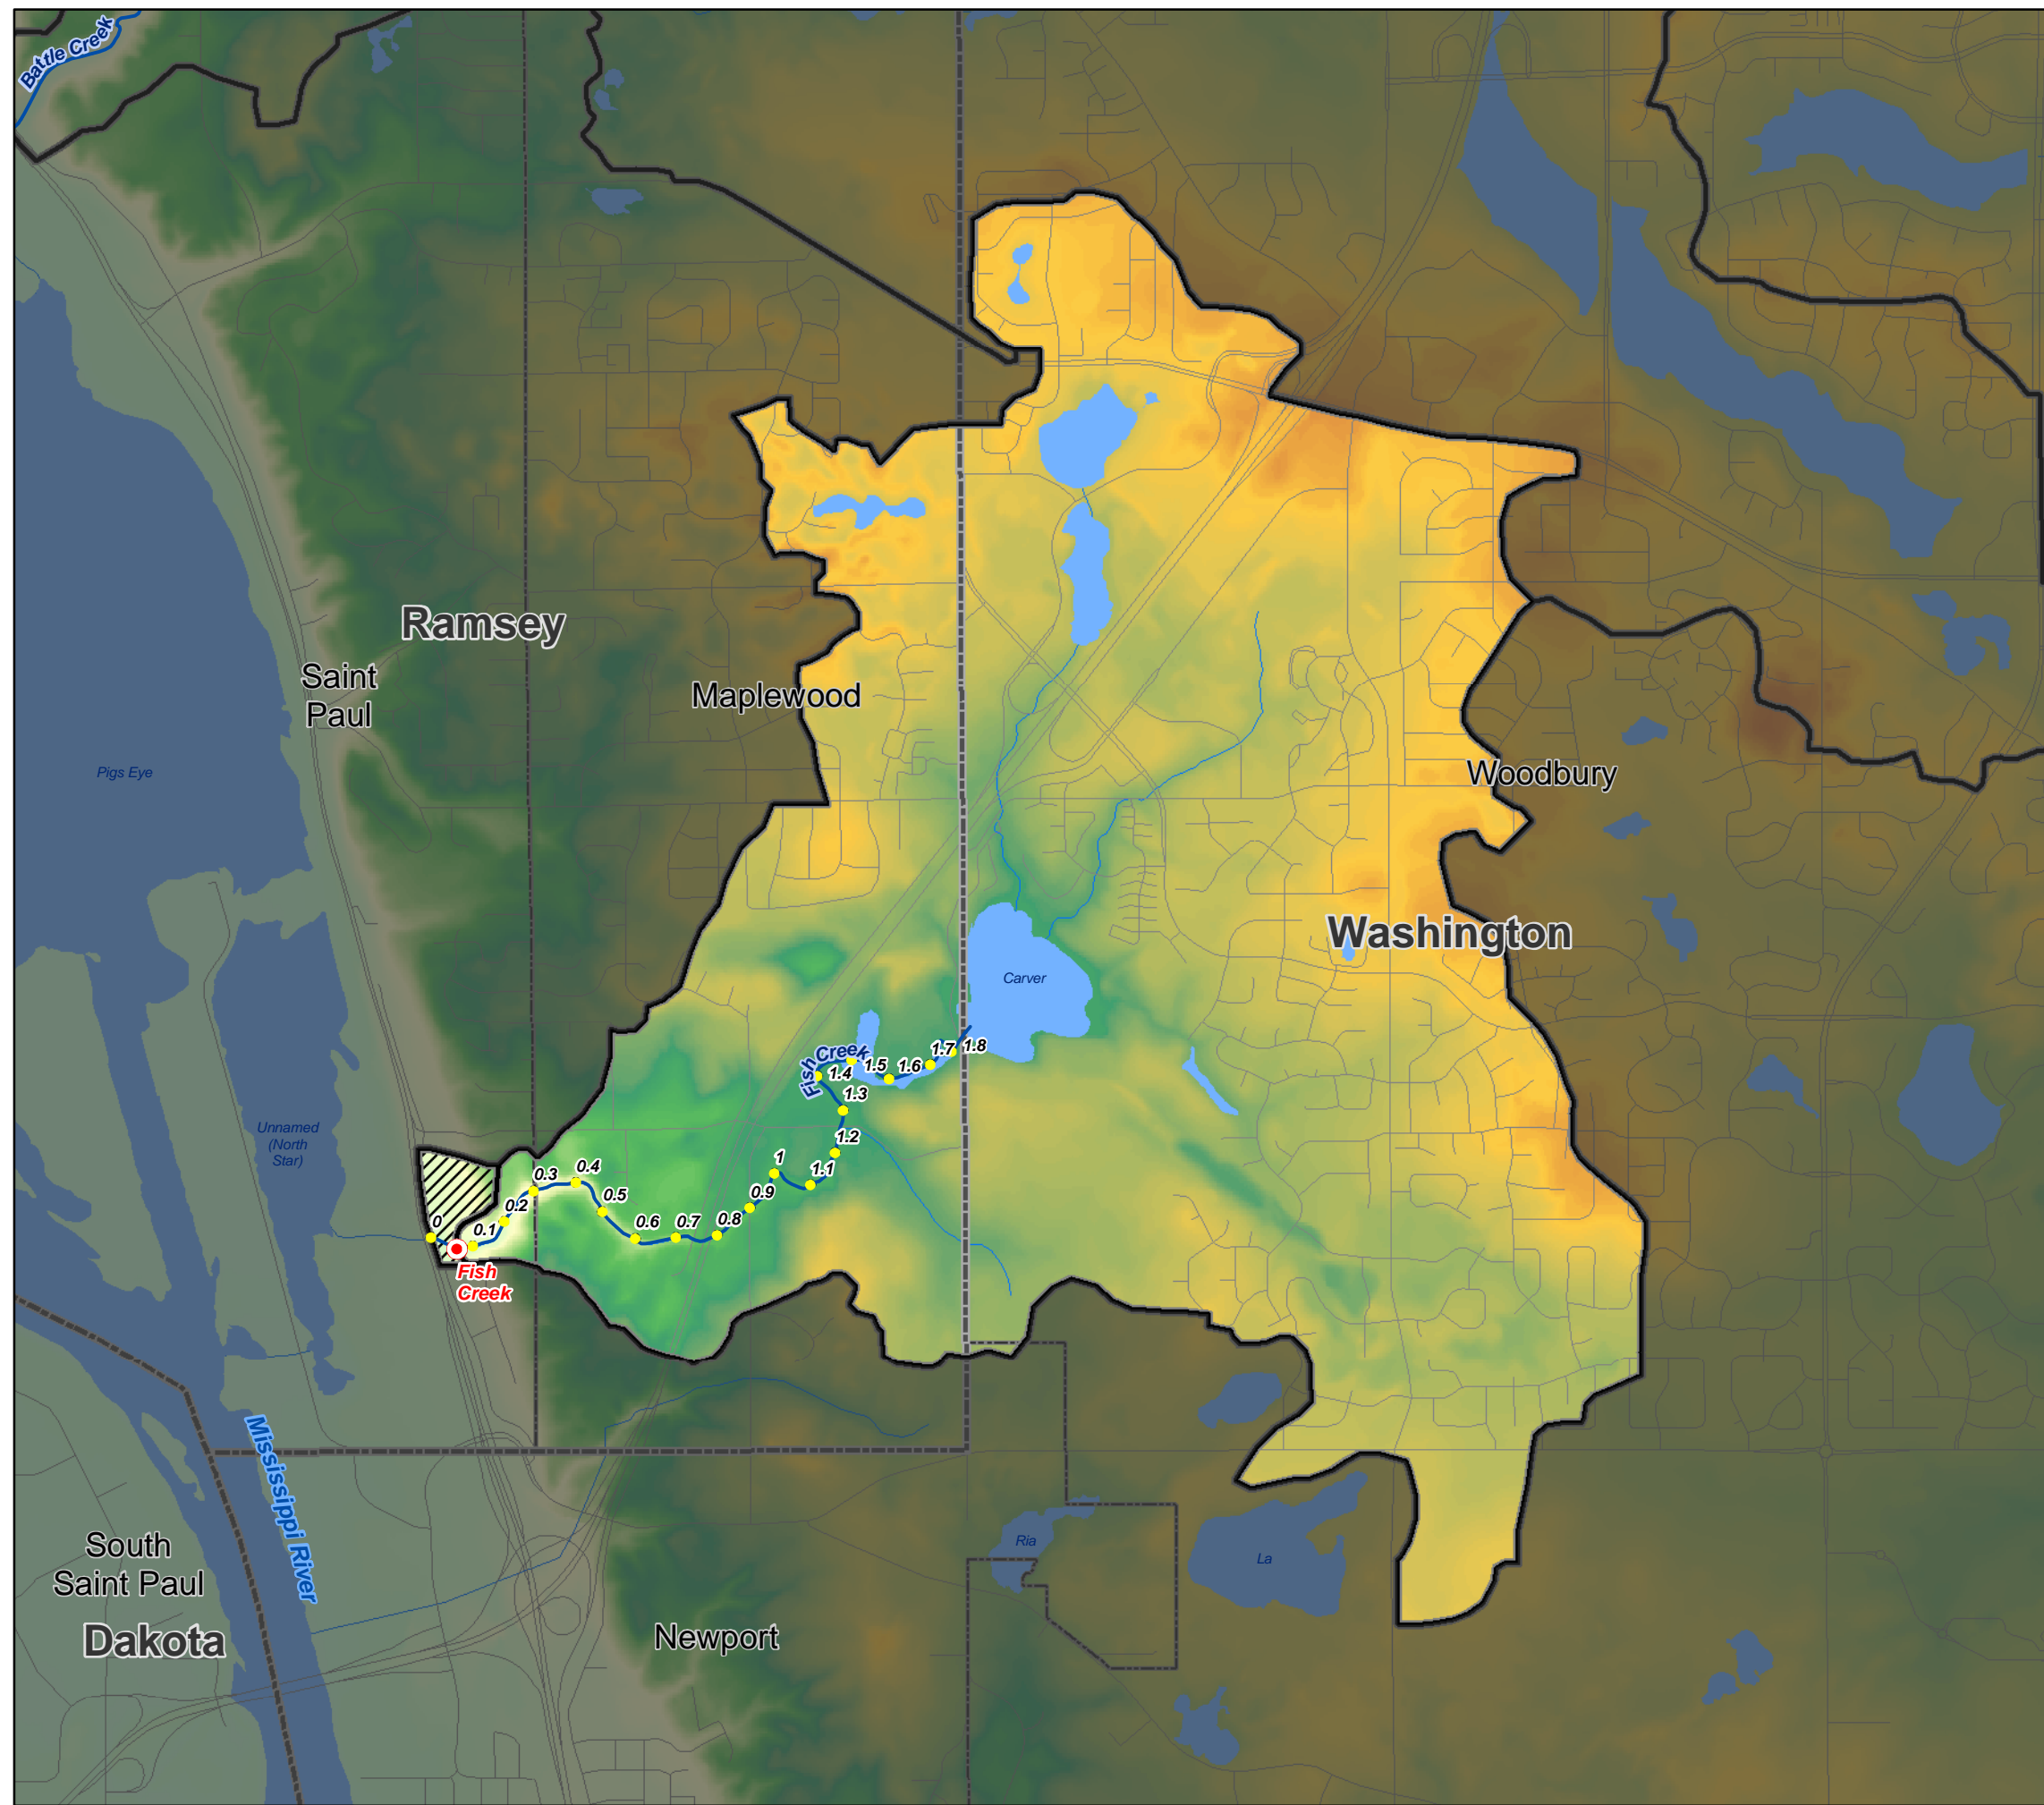 Battle Creek
Ramsey
Saint
Paul
Maplewood
Pigs Eye
Woodbury
Washington
Carver
Fish Creek
1.8
1.7
1.6
1.5
1.4
1.3
1.2
1.1
1
0.9
0.8
0.7
0.6
0.5
0.4
0.3
0.2
0.1
0
Fish
Creek
Unnamed
(North
Star)
Mississippi River
South
Saint Paul
Dakota
Newport
Ria
La